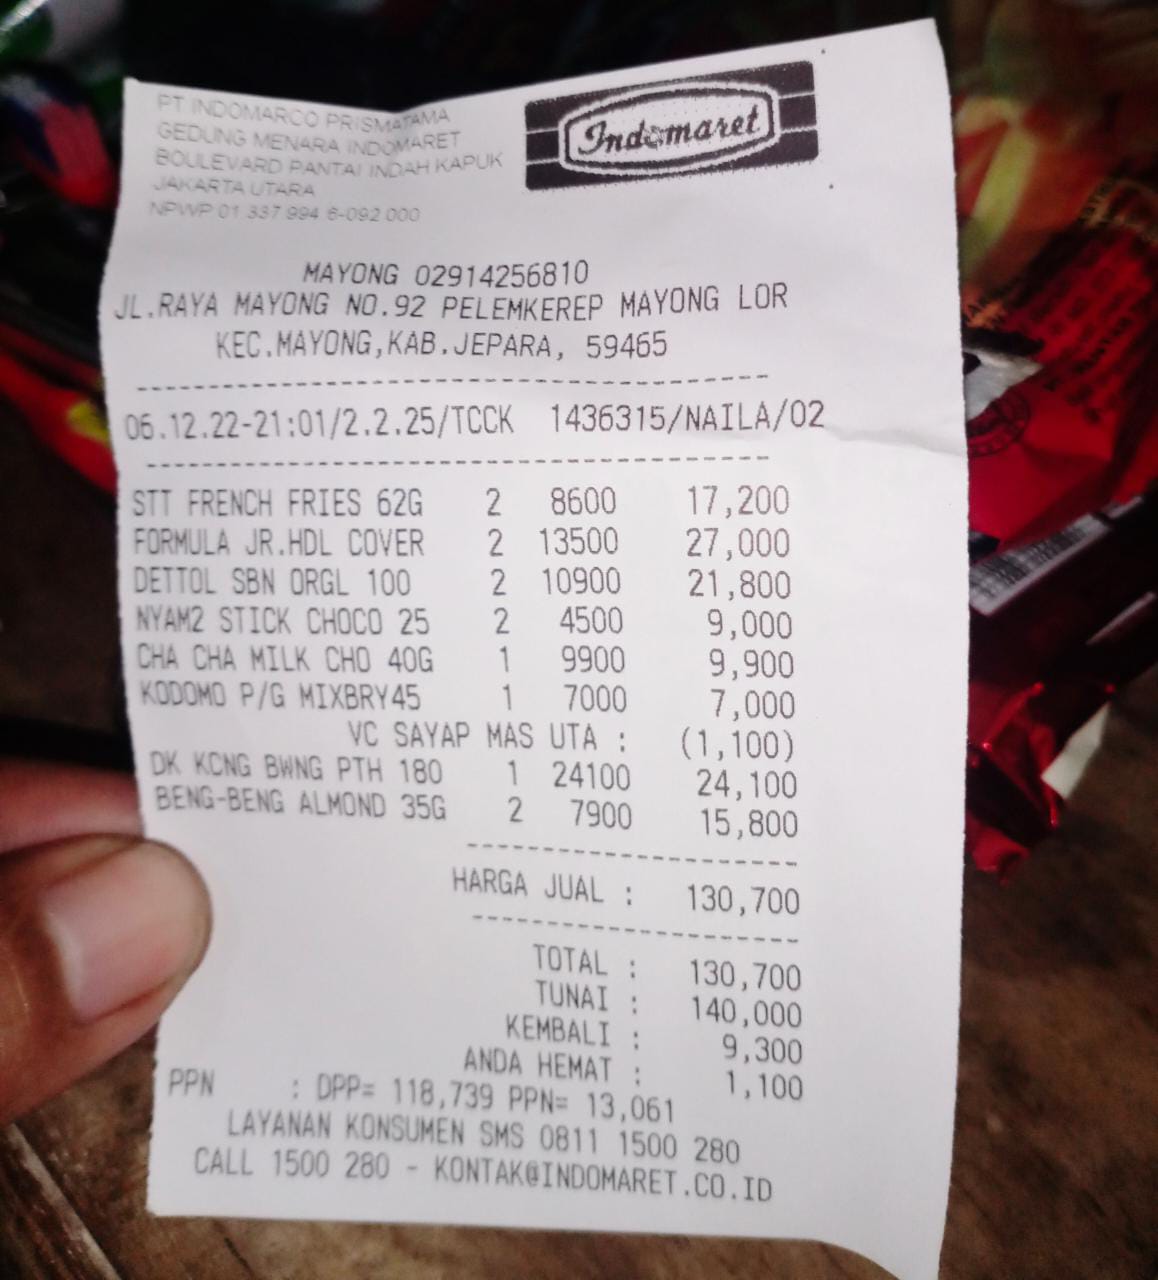 PT INDOMARCO PRISMATAMA
GEDUNG MENARA INDOMARET
BOULEVARD PANTAI INDAH KAPUK
JAKARTA UTARA
NPWP 01 337 994 6-092 000
Indomaret
MAYONG 02914256810
JL.RAYA MAYONG NO.92 PELEMKEREP MAYONG LOR
KEC.MAYONG,KAB.JEPARA, 59465
06.12.22-21:01/2.2.25/TCCK 1436315/NAILA/02
STT FRENCH FRIES 62G 2 8600 17,200
FORMULA JR.HDL COVER 2 13500 27,000
DETTOL SBN ORGL 100 2 10900 21,800
NYAM2 STICK CHOCO 25 2 4500 9,000
CHA CHA MILK CHO 40G 1 9900 9,900
KODOMO P/G MIXBRY45 1 7000 7,000
VC SAYAP MAS UTA : (1,100)
DK KCNG BWNG PTH 180 1 24100 24,100
BENG-BENG ALMOND 35G 2 7900 15,800
HARGA JUAL : 130,700
TOTAL : 130,700
TUNAI : 140,000
KEMBALI : 9,300
ANDA HEMAT : 1,100
PPN : DPP= 118,739 PPN= 13,061
LAYANAN KONSUMEN SMS 0811 1500 280
CALL 1500 280 - KONTAK@INDOMARET.CO.ID